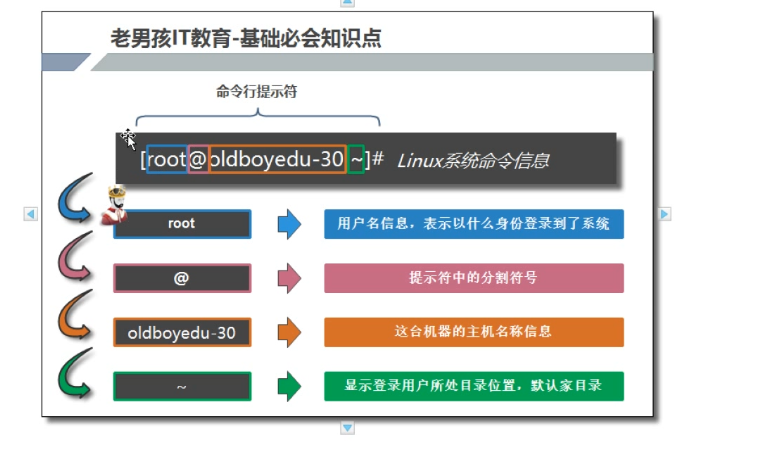 老男孩IT教育-基础必会知识点
命令行提示符
[root@oldboyedu-30 ~]# Linux系统命令信息
root 用户名信息，表示以什么身份登录到了系统
@ 提示符中的分割符号
oldboyedu-30 这台机器的主机名称信息
~ 显示登录用户所处目录位置，默认家目录